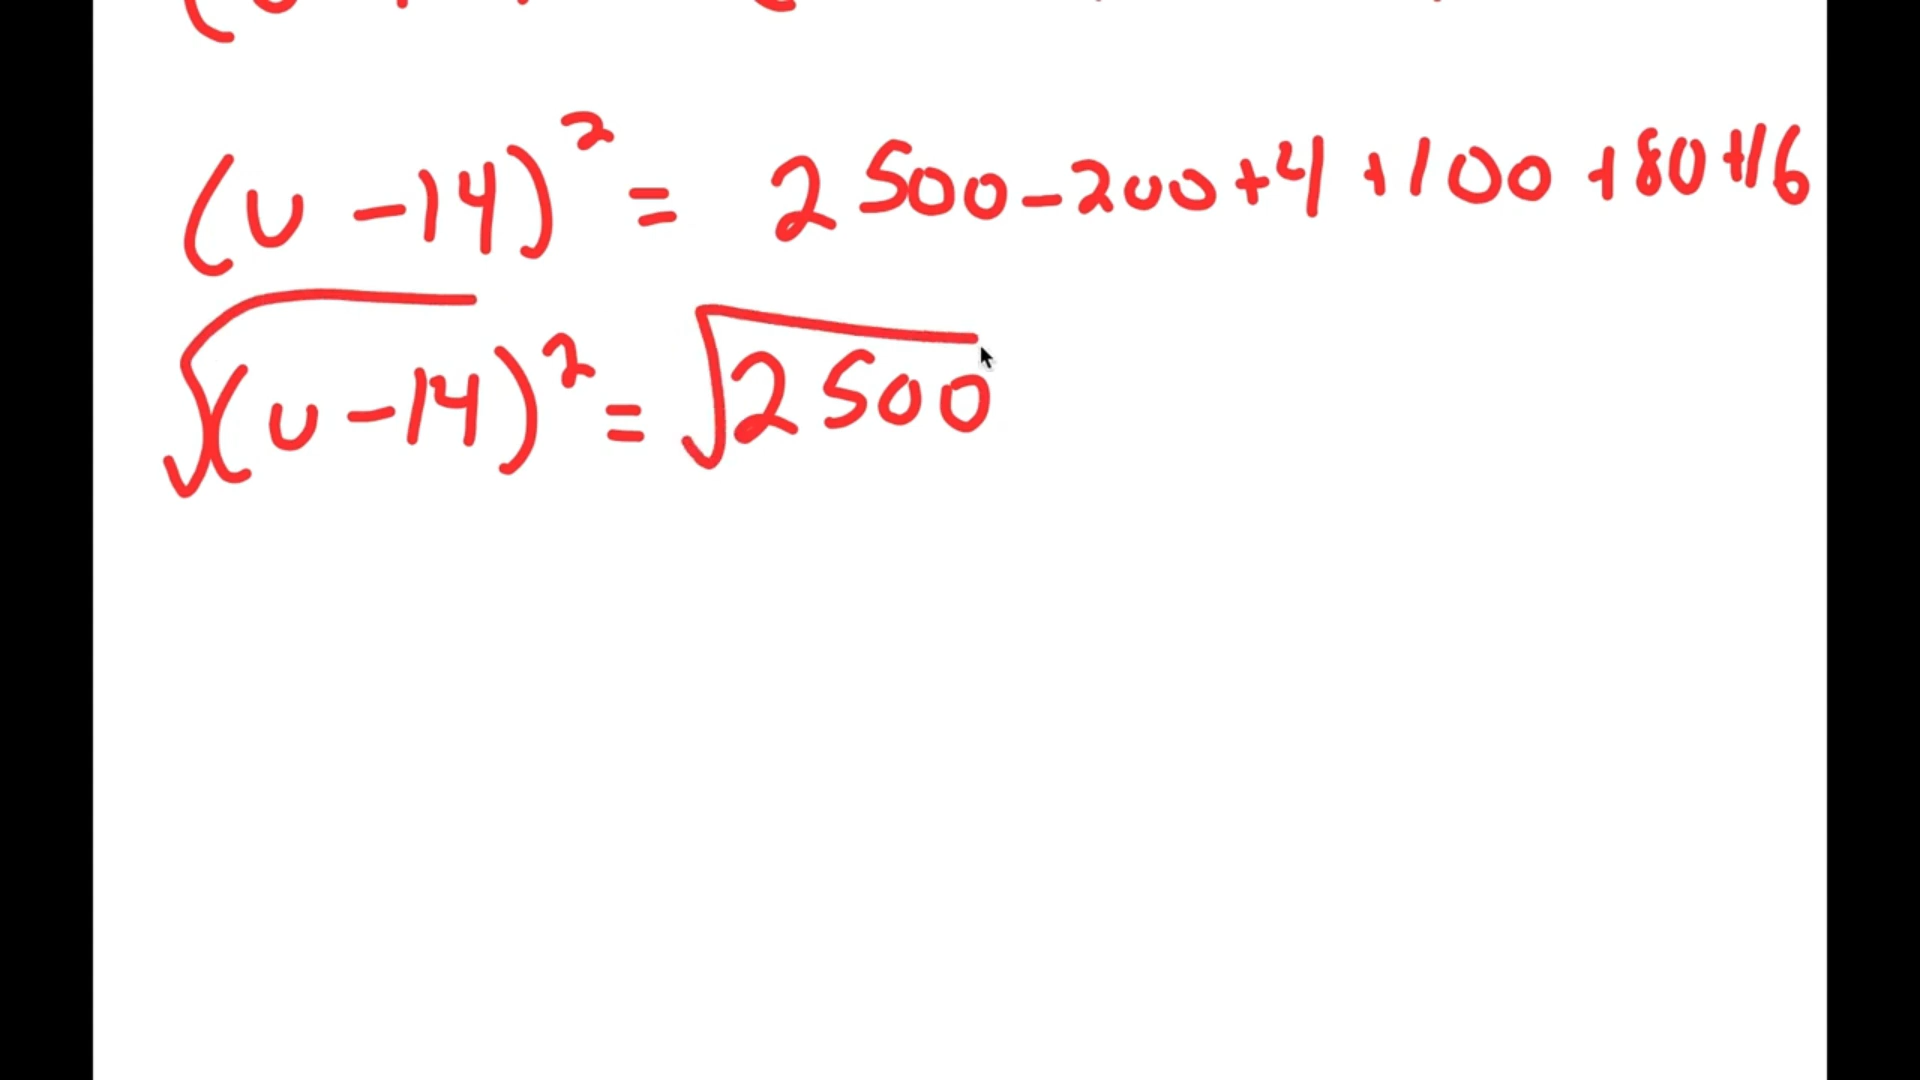 (u - 14)² = 2500 - 200 + 4 + 100 + 80 + 16
√(u - 14)² = √2500